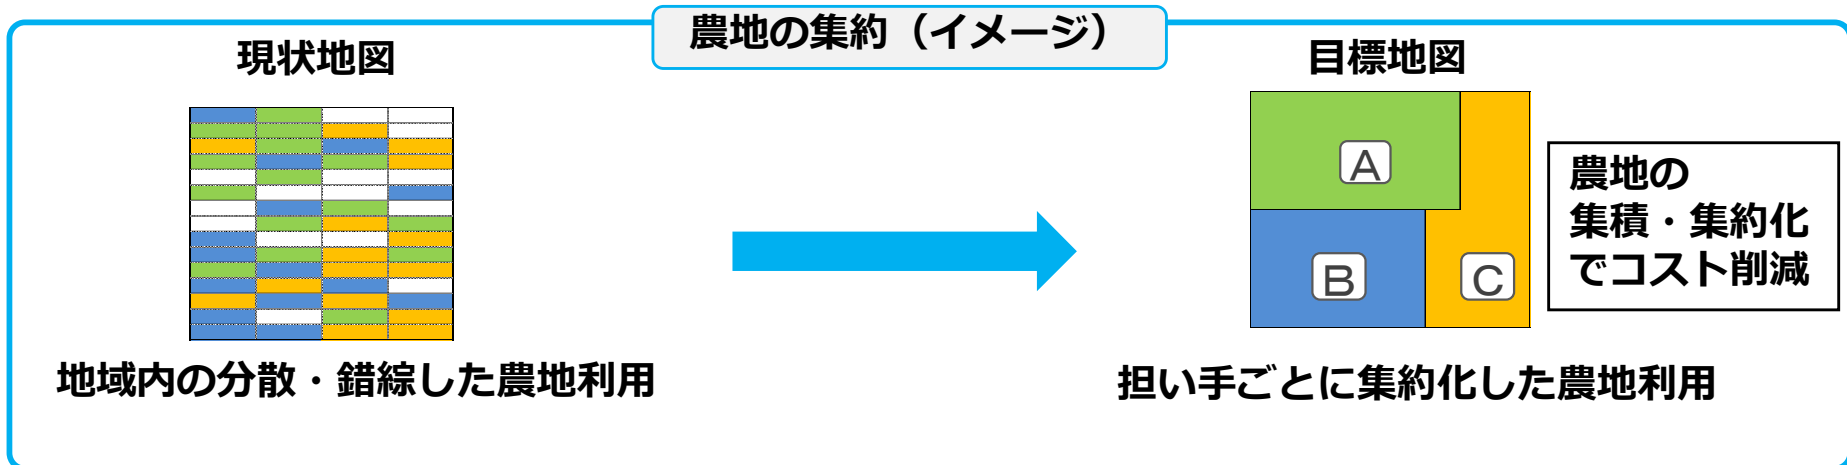 農地の集約（イメージ）
現状地図
目標地図
A
B
C
農地の
集積・集約化
でコスト削減
地域内の分散・錯綜した農地利用
担い手ごとに集約化した農地利用